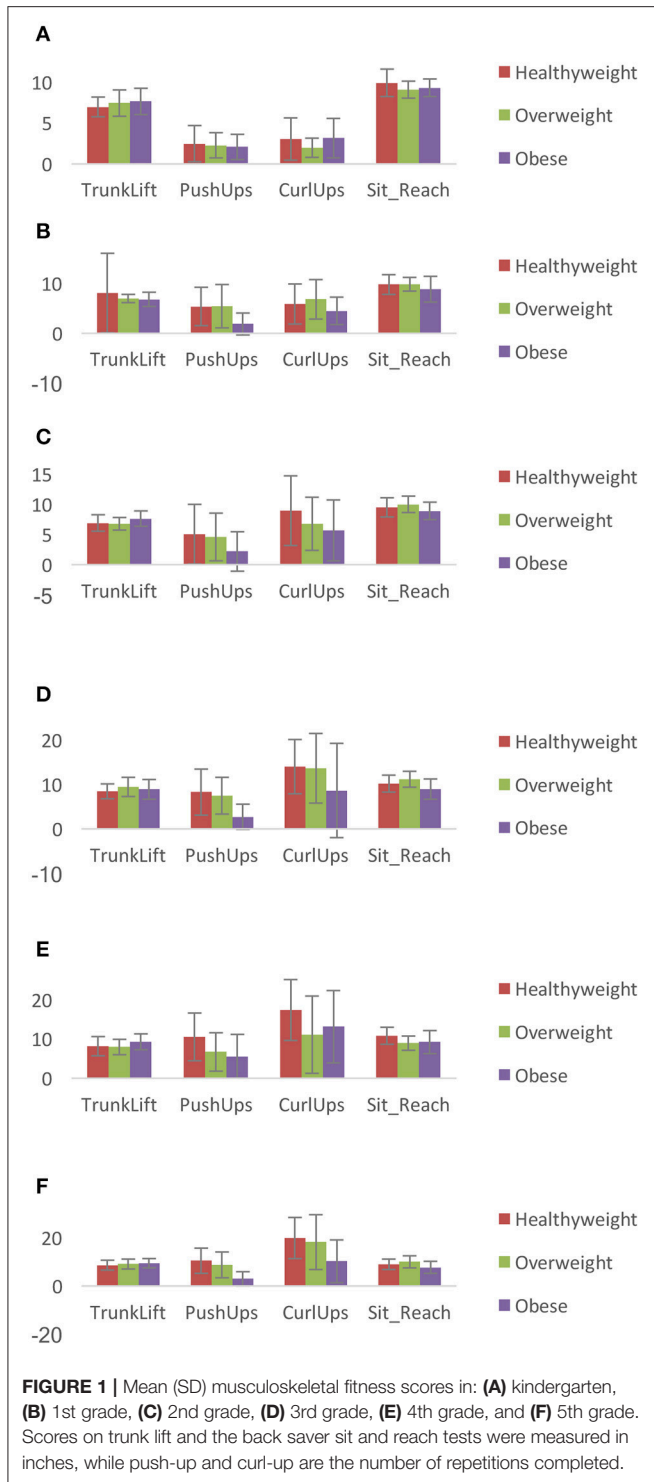 A
10
5
0
TrunkLift PushUps CurlUps Sit_Reach
Healthyweight
Overweight
Obese
B
10
0
-10
TrunkLift PushUps CurlUps Sit_Reach
Healthyweight
Overweight
Obese
C
15
10
5
0
-5
TrunkLift PushUps CurlUps Sit_Reach
Healthyweight
Overweight
Obese
D
20
10
0
-10
TrunkLift PushUps CurlUps Sit_Reach
Healthyweight
Overweight
Obese
E
20
10
0
TrunkLift PushUps CurlUps Sit_Reach
Healthyweight
Overweight
Obese
F
20
0
-20
TrunkLift PushUps CurlUps Sit_Reach
Healthyweight
Overweight
Obese
FIGURE 1 | Mean (SD) musculoskeletal fitness scores in: (A) kindergarten,
(B) 1st grade, (C) 2nd grade, (D) 3rd grade, (E) 4th grade, and (F) 5th grade.
Scores on trunk lift and the back saver sit and reach tests were measured in
inches, while push-up and curl-up are the number of repetitions completed.